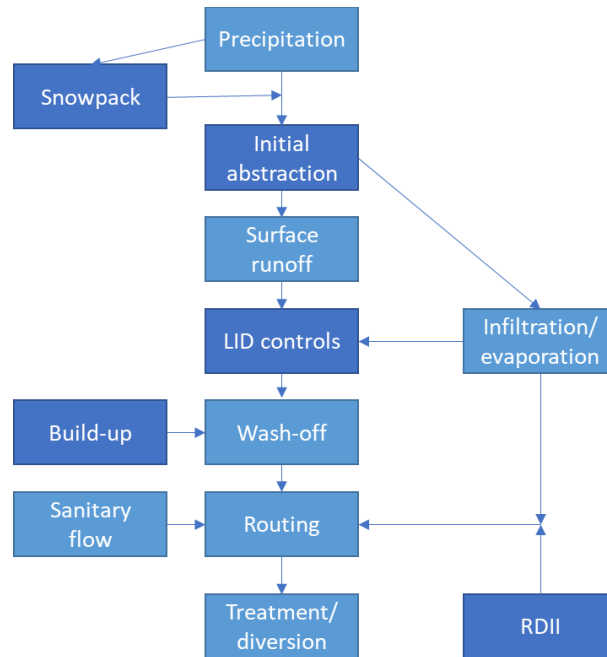 Precipitation
Snowpack
Initial
abstraction
Surface
runoff
LID controls
Infiltration/
evaporation
Build-up
Wash-off
Sanitary
flow
Routing
Treatment/
diversion
RDII